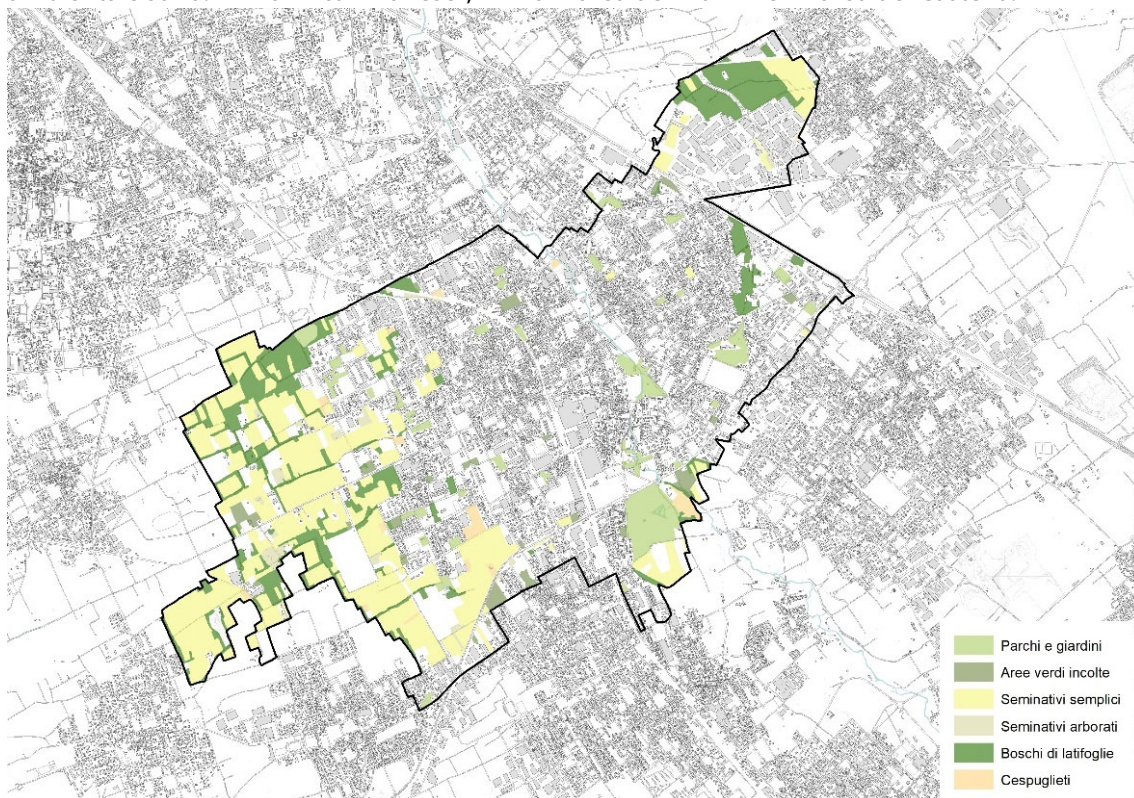 Parchi e giardini
Aree verdi incolte
Seminativi semplici
Seminativi arborati
Boschi di latifoglie
Cespuglieti